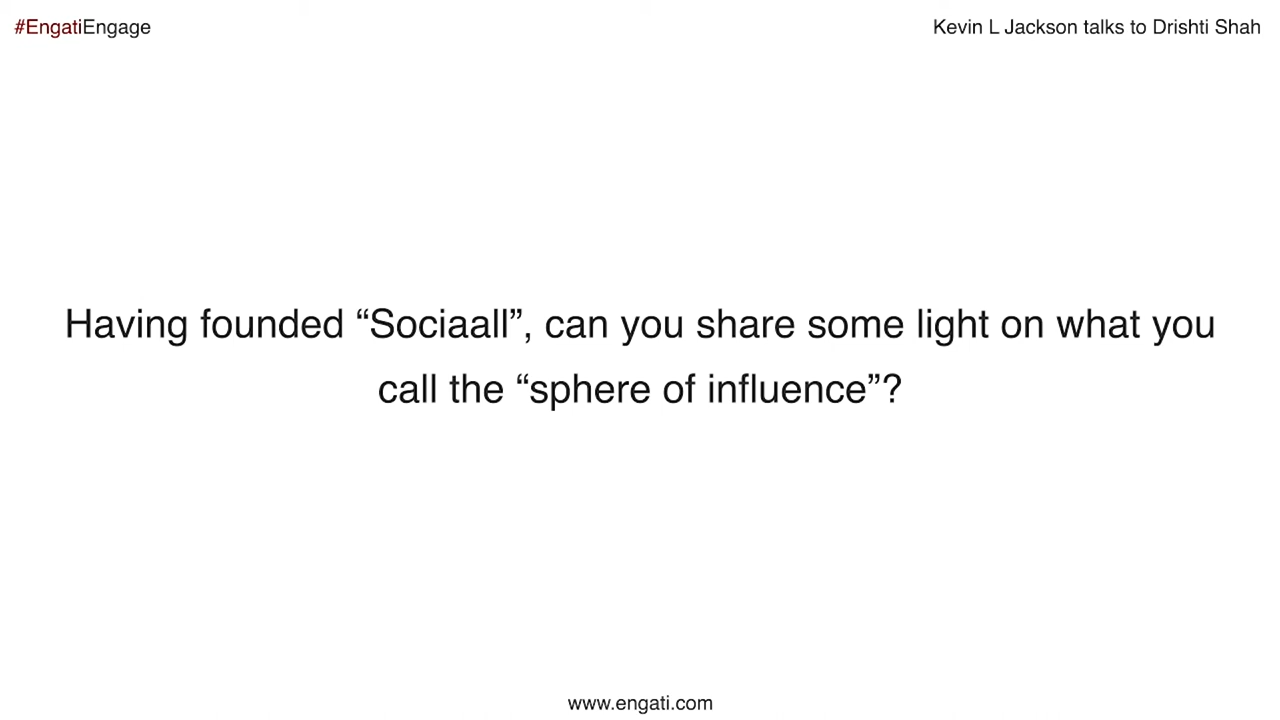 #EngatiEngage
Kevin L Jackson talks to Drishti Shah
Having founded “Sociaall”, can you share some light on what you
call the “sphere of influence”?
www.engati.com